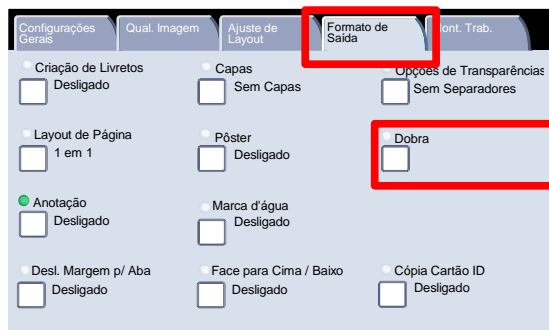 Configurações
Gerais
Qual. Imagem
Ajuste de
Layout
Formato de
Saída
Mont. Trab.
Criação de Livretos
Desligado
Capas
Sem Capas
Opções de Transparências
Sem Separadores
Layout de Página
1 em 1
Pôster
Desligado
Dobra
Anotação
Desligado
Marca d'água
Desligado
Desl. Margem p/ Aba
Desligado
Face para Cima / Baixo
Desligado
Cópia Cartão ID
Desligado